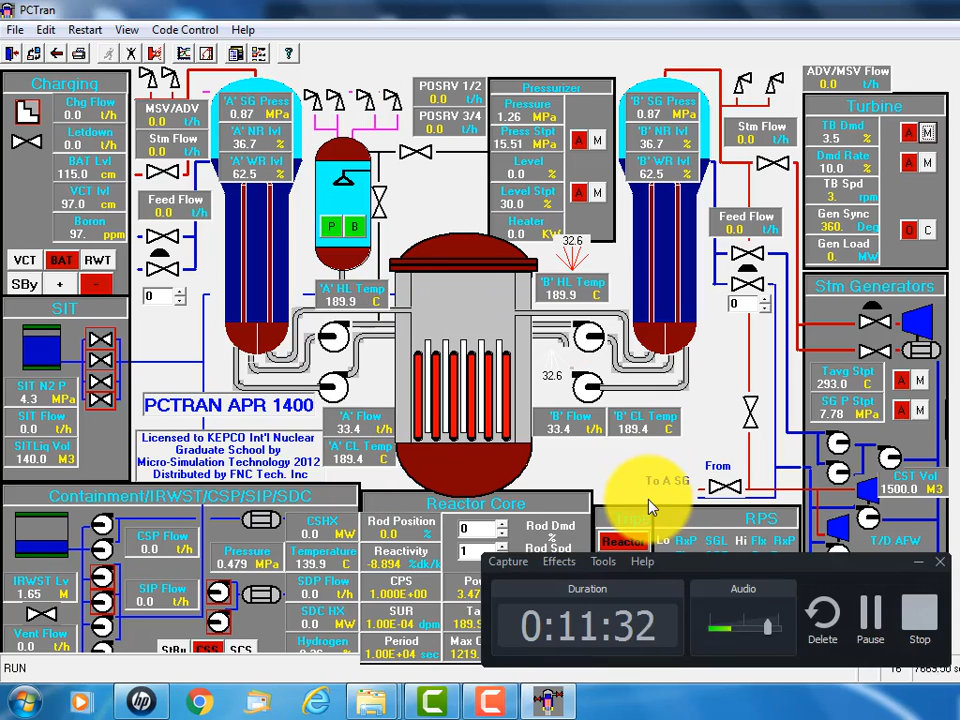 PCTran
File Edit Restart View Code Control Help
Charging
Chg Flow
0.0 t/h
Letdown
0.0 t/h
BAT Lvl
115.0 cm
VCT lvl
97.0 cm
Boron
97. ppm
VCT BAT RWT
SBy + -
SIT
SIT N2 P
4.3 MPa
SIT Flow
0.0 t/h
SITLiq Vol
140.0 M3
MSV/ADV
0.0 t/h
Stm Flow
0.0 t/h
Feed Flow
0.0 t/h
0
'A' SG Press
0.87 MPa
'A' NR lvl
36.7 %
'A' WR lvl
62.5 %
P B
POSRV 1/2
0.0 t/h
POSRV 3/4
0.0 t/h
Pressurizer
Pressure
1.26 MPa
Press Stpt
15.51 MPa
A M
Level
0.0 %
Level Stpt
30.0 %
A M
Heater
0.0 KW
32.6
'A' HL Temp
189.9 C
'B' HL Temp
189.9 C
'B' SG Press
0.87 MPa
'B' NR lvl
36.7 %
'B' WR lvl
62.5 %
Stm Flow
0.0 t/h
Feed Flow
0.0 t/h
0
ADV/MSV Flow
0.0 t/h
Turbine
TB Dmd
3.5 %
A M
Dmd Rate
10.0 %
A M
TB Spd
3. rpm
Gen Sync
360. Deg
O C
Gen Load
0. MW
Stm Generators
Tavg Stpt
293.0 C
A M
SG P Stpt
7.78 MPa
A M
CST Vol
1500.0 M3
T/D AFW
32.6
PCTRAN APR 1400
Licensed to KEPCO Int'l Nuclear
Graduate School by
Micro-Simulation Technology 2012
Distributed by FNC Tech. Inc
'A' Flow
33.4 t/h
'A' CL Temp
189.4 C
'B' Flow
33.4 t/h
'B' CL Temp
189.4 C
To A SG
From
Containment/IRWST/CSP/SIP/SDC
IRWST Lv
1.65 M
Vent Flow
0.0 t/h
CSP Flow
0.0 t/h
SIP Flow
0.0 t/h
Pressure
0.479 MPa
CSHX
0.0 MW
Temperature
139.9 C
SDP Flow
0.0 t/h
SDC HX
0.0 MW
Hydrogen
StBy CSS SCS
Reactor Core
Rod Position
0.0 %
Reactivity
-8.894 %dk/k
CPS
1.000E+00
SUR
1.00E-04 dpm
Period
1.00E+04 sec
0
Rod Dmd
%
1
Rod Spd
Max
1219.
RPS
Reactor
Lo RxP SGL Hi Flx RxP
Capture Effects Tools Help
Duration
0:11:32
Audio
Delete Pause Stop
RUN
hp